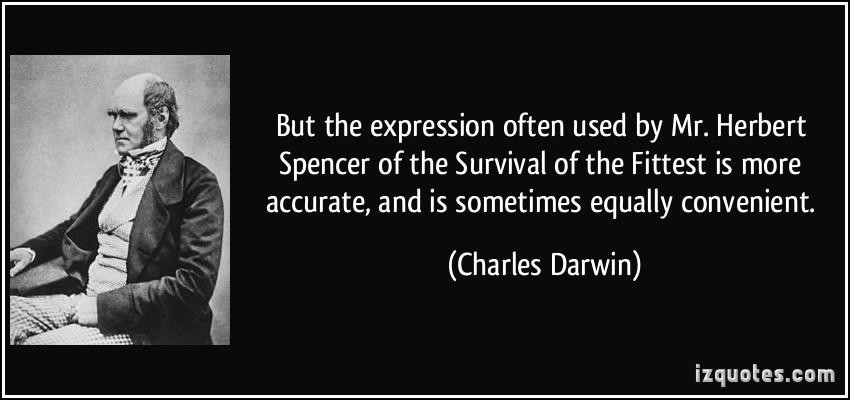 But the expression often used by Mr. Herbert
Spencer of the Survival of the Fittest is more
accurate, and is sometimes equally convenient.
(Charles Darwin)
izquotes.com